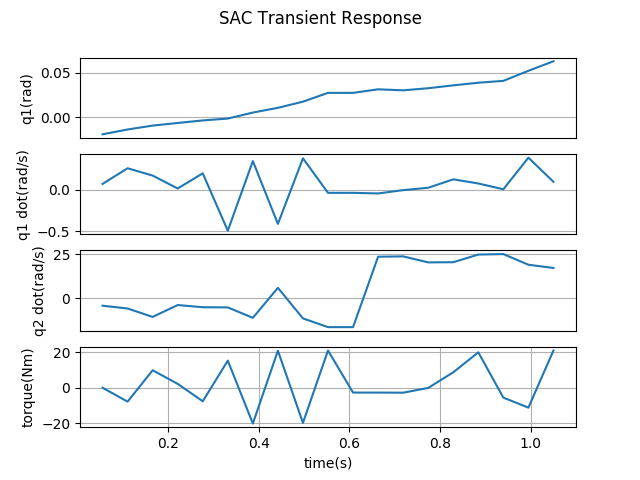 SAC Transient Response
q1(rad)
0.05
0.00
q1 dot(rad/s)
0.0
−0.5
q2 dot(rad/s)
25
0
torque(Nm)
20
0
−20
0.2 0.4 0.6 0.8 1.0
time(s)